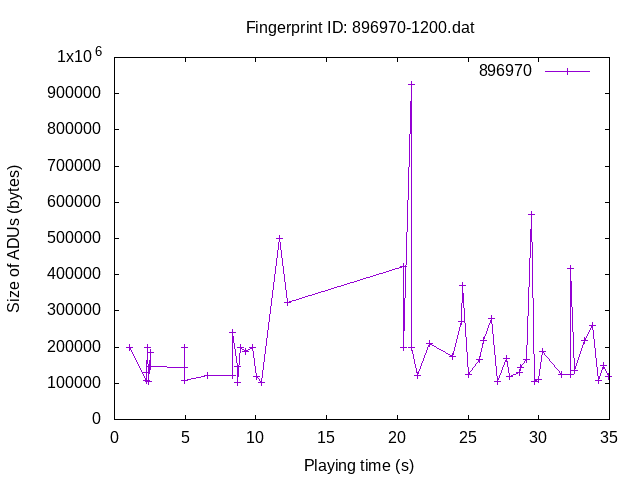 Fingerprint ID: 896970-1200.dat
1x10^6
896970
900000
800000
700000
600000
500000
400000
300000
200000
100000
0
Size of ADUs (bytes)
0 5 10 15 20 25 30 35
Playing time (s)